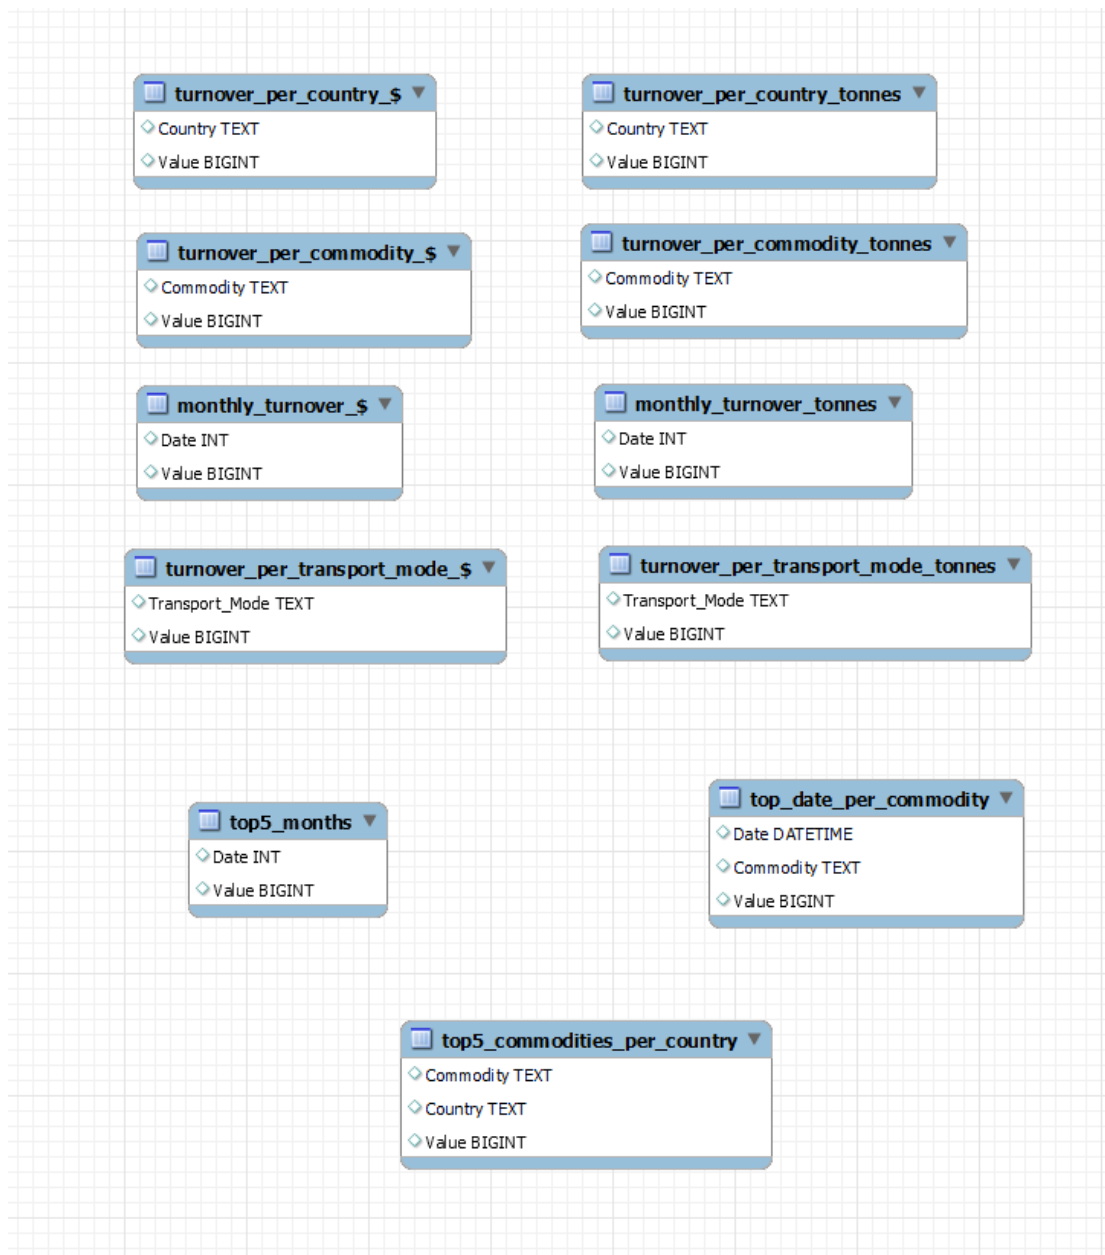 turnover_per_country_$
Country TEXT
Value BIGINT
turnover_per_country_tonnes
Country TEXT
Value BIGINT
turnover_per_commodity_$
Commodity TEXT
Value BIGINT
turnover_per_commodity_tonnes
Commodity TEXT
Value BIGINT
monthly_turnover_$
Date INT
Value BIGINT
monthly_turnover_tonnes
Date INT
Value BIGINT
turnover_per_transport_mode_$
Transport_Mode TEXT
Value BIGINT
turnover_per_transport_mode_tonnes
Transport_Mode TEXT
Value BIGINT
top5_months
Date INT
Value BIGINT
top_date_per_commodity
Date DATETIME
Commodity TEXT
Value BIGINT
top5_commodities_per_country
Commodity TEXT
Country TEXT
Value BIGINT